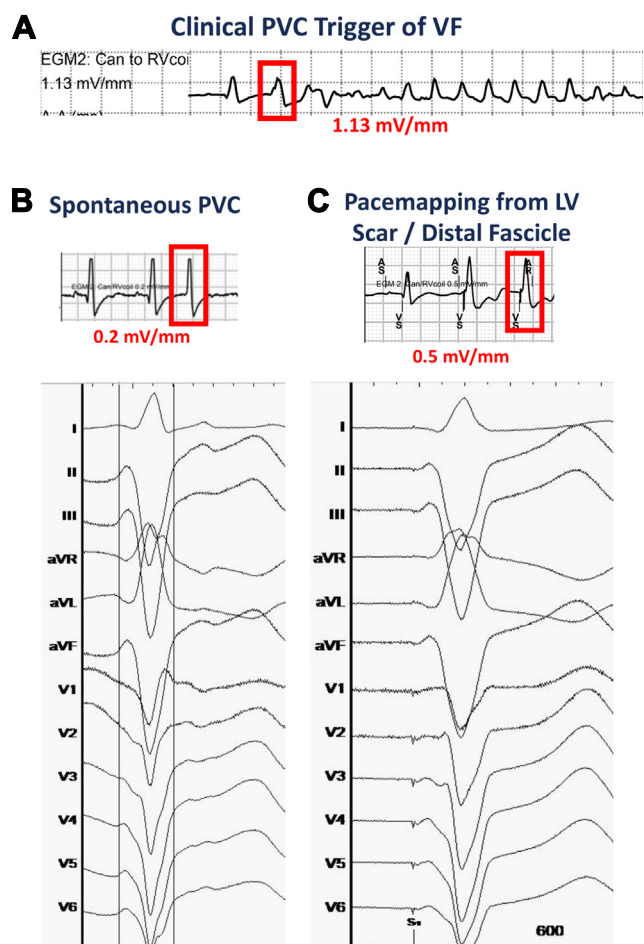 A
Clinical PVC Trigger of VF
EGM2: Can to RVcoi
1.13 mV/mm
1.13 mV/mm
B
Spontaneous PVC
EGM 2: Can/RVcoil 0.2 mV/mm
0.2 mV/mm
I
II
III
aVR
aVL
aVF
V1
V2
V3
V4
V5
V6
C
Pacemapping from LV
Scar / Distal Fascicle
AS
AS
AR
EGM 2: Can/RVcoil 0.5 mV/mm
VS
VS
VS
0.5 mV/mm
I
II
III
aVR
aVL
aVF
V1
V2
V3
V4
V5
V6
S1
600